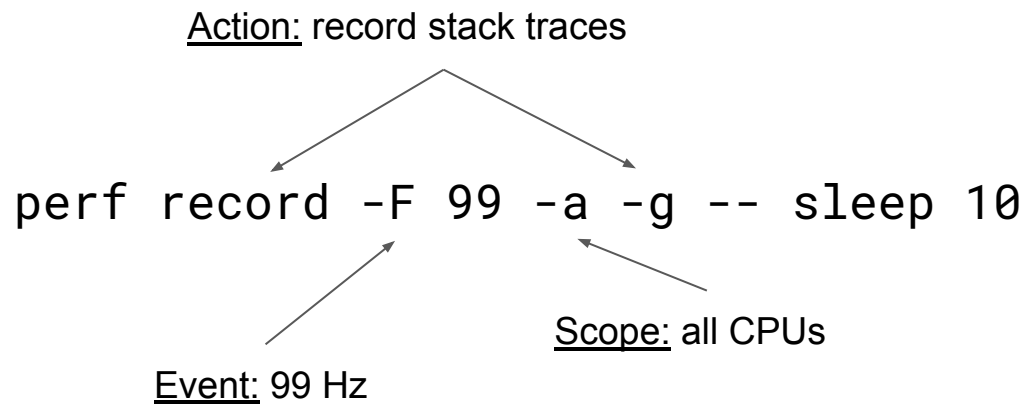 Action: record stack traces
perf record -F 99 -a -g -- sleep 10
Scope: all CPUs
Event: 99 Hz